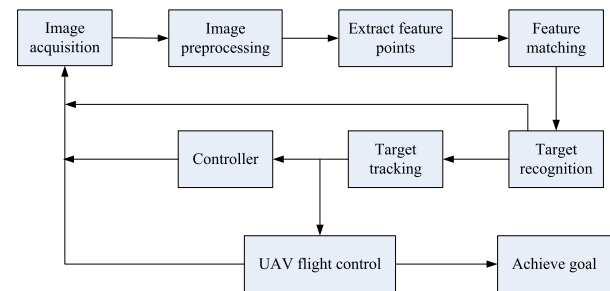 Image
acquisition
Image
preprocessing
Extract feature
points
Feature
matching
Controller
Target
tracking
Target
recognition
UAV flight control
Achieve goal